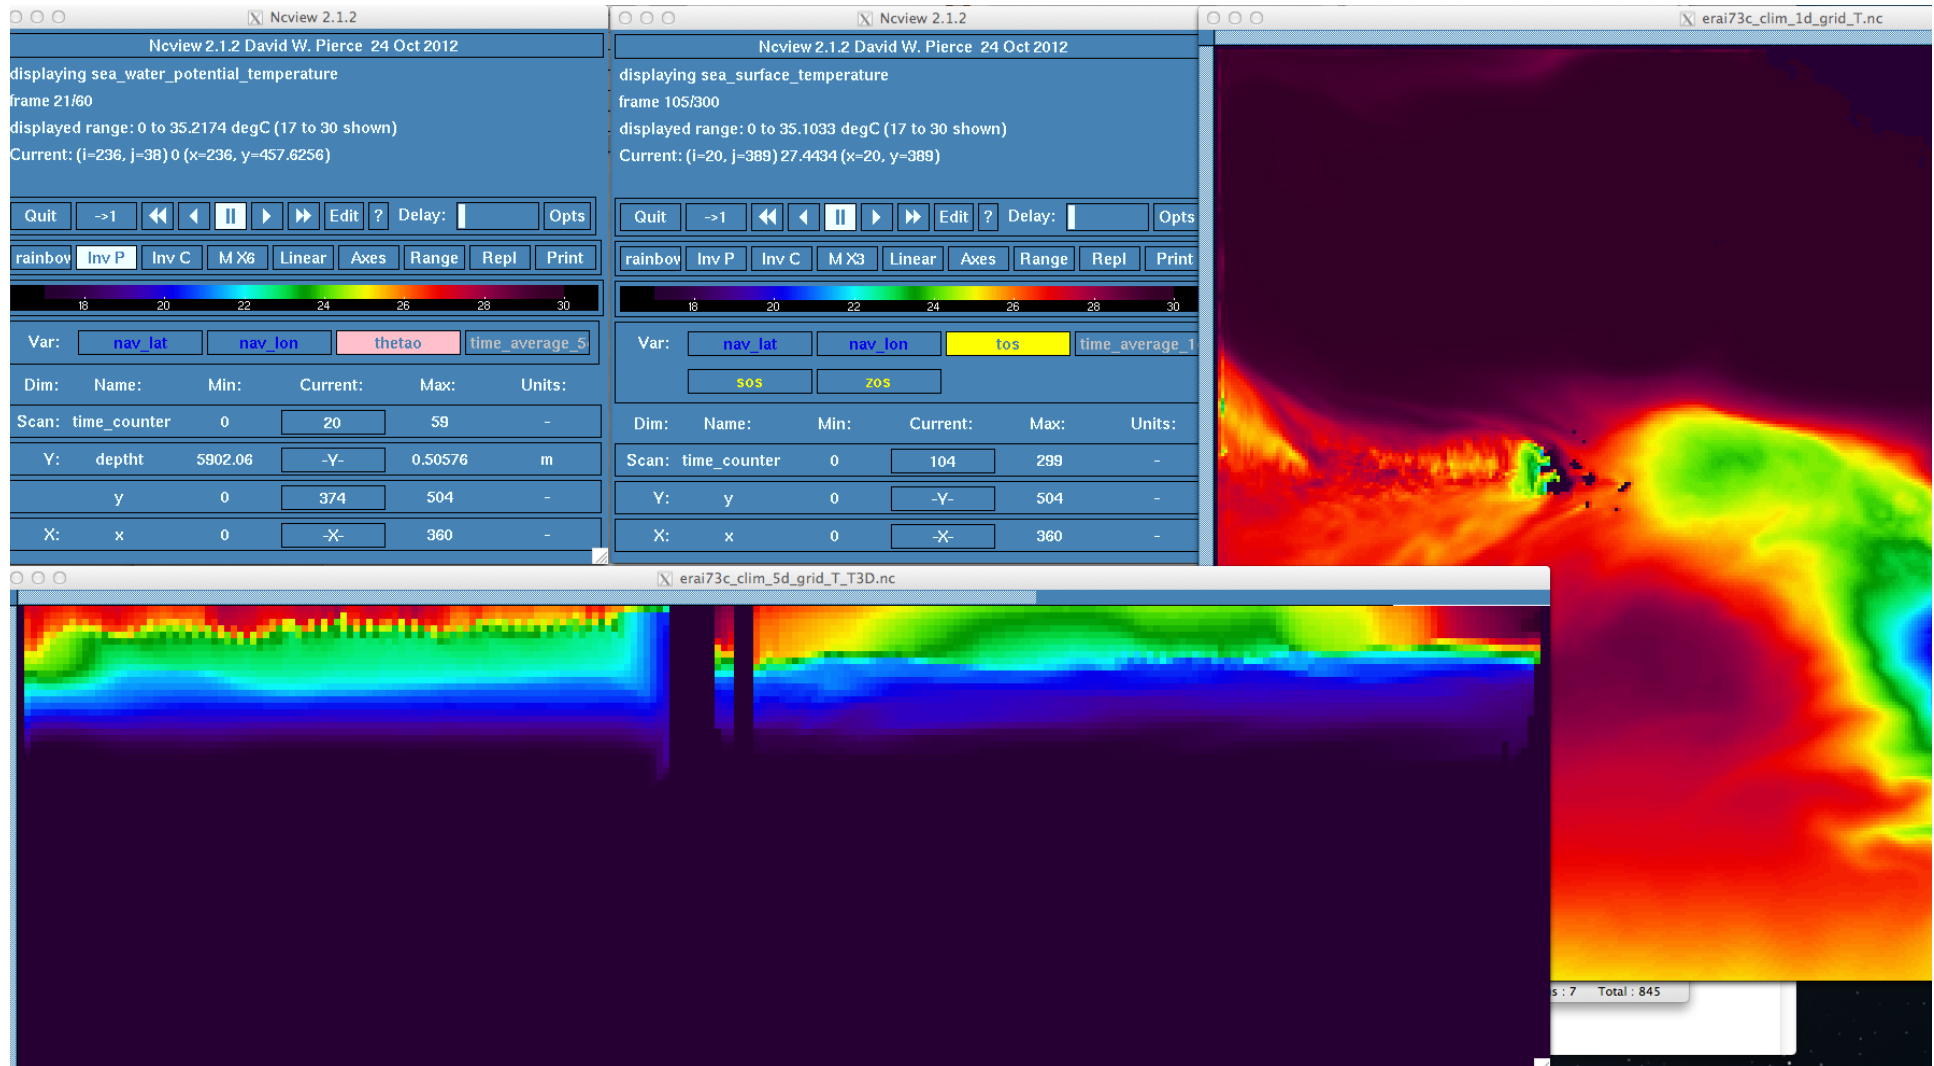 Ncview 2.1.2
Ncview 2.1.2 David W. Pierce 24 Oct 2012
displaying sea_water_potential_temperature
frame 21/60
displayed range: 0 to 35.2174 degC (17 to 30 shown)
Current: (i=236, j=38) 0 (x=236, y=457.6256)
Quit ->1 Edit ? Delay: Opts
rainbow Inv P Inv C M X6 Linear Axes Range Repl Print
18 20 22 24 26 28 30
Var: nav_lat nav_lon thetao time_average_5
Dim: Name: Min: Current: Max: Units:
Scan: time_counter 0 20 59 -
Y: deptht 5902.06 -Y- 0.50576 m
y 0 374 504 -
X: x 0 -X- 360 -
Ncview 2.1.2
Ncview 2.1.2 David W. Pierce 24 Oct 2012
displaying sea_surface_temperature
frame 105/300
displayed range: 0 to 35.1033 degC (17 to 30 shown)
Current: (i=20, j=389) 27.4434 (x=20, y=389)
Quit ->1 Edit ? Delay: Opts
rainbow Inv P Inv C M X3 Linear Axes Range Repl Print
18 20 22 24 26 28 30
Var: nav_lat nav_lon tos time_average_1
sos zos
Dim: Name: Min: Current: Max: Units:
Scan: time_counter 0 104 299 -
Y: y 0 -Y- 504 -
X: x 0 -X- 360 -
erai73c_clim_1d_grid_T.nc
erai73c_clim_5d_grid_T_T3D.nc
s : 7 Total : 845